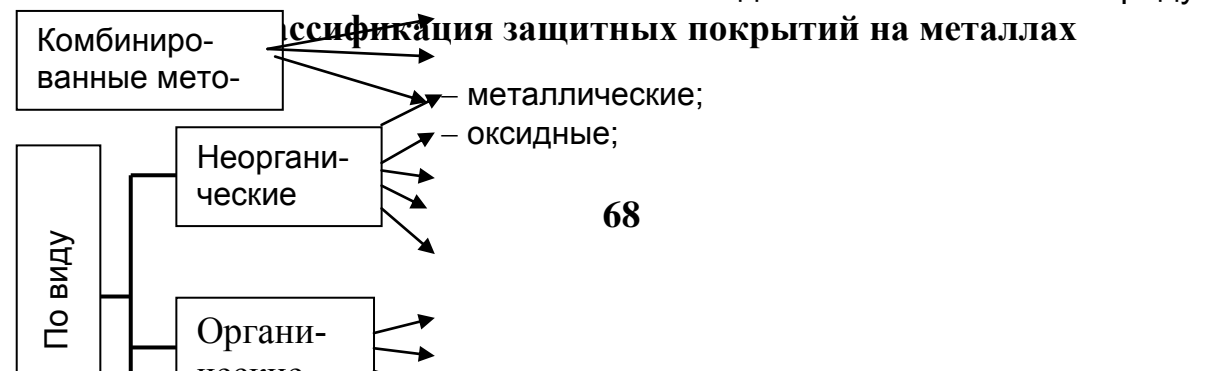 ссификация защитных покрытий на металлах
Комбиниро-
ванные мето-
– металлические;
– оксидные;
Неоргани-
ческие
68
По виду
Органи-